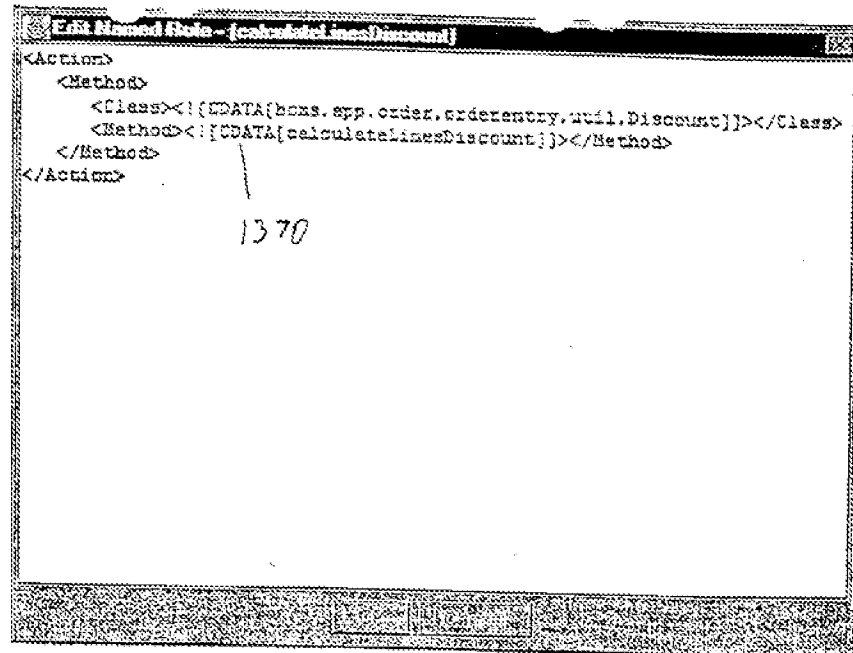 Edit Named Rule - [calculateLinesDiscount]
<Action>
<Method>
<Class><![CDATA[boxs.app.order.orderentry.util.Discount]]></Class>
<Method><![CDATA[calculateLinesDiscount]]></Method>
</Method>
</Action>
1370